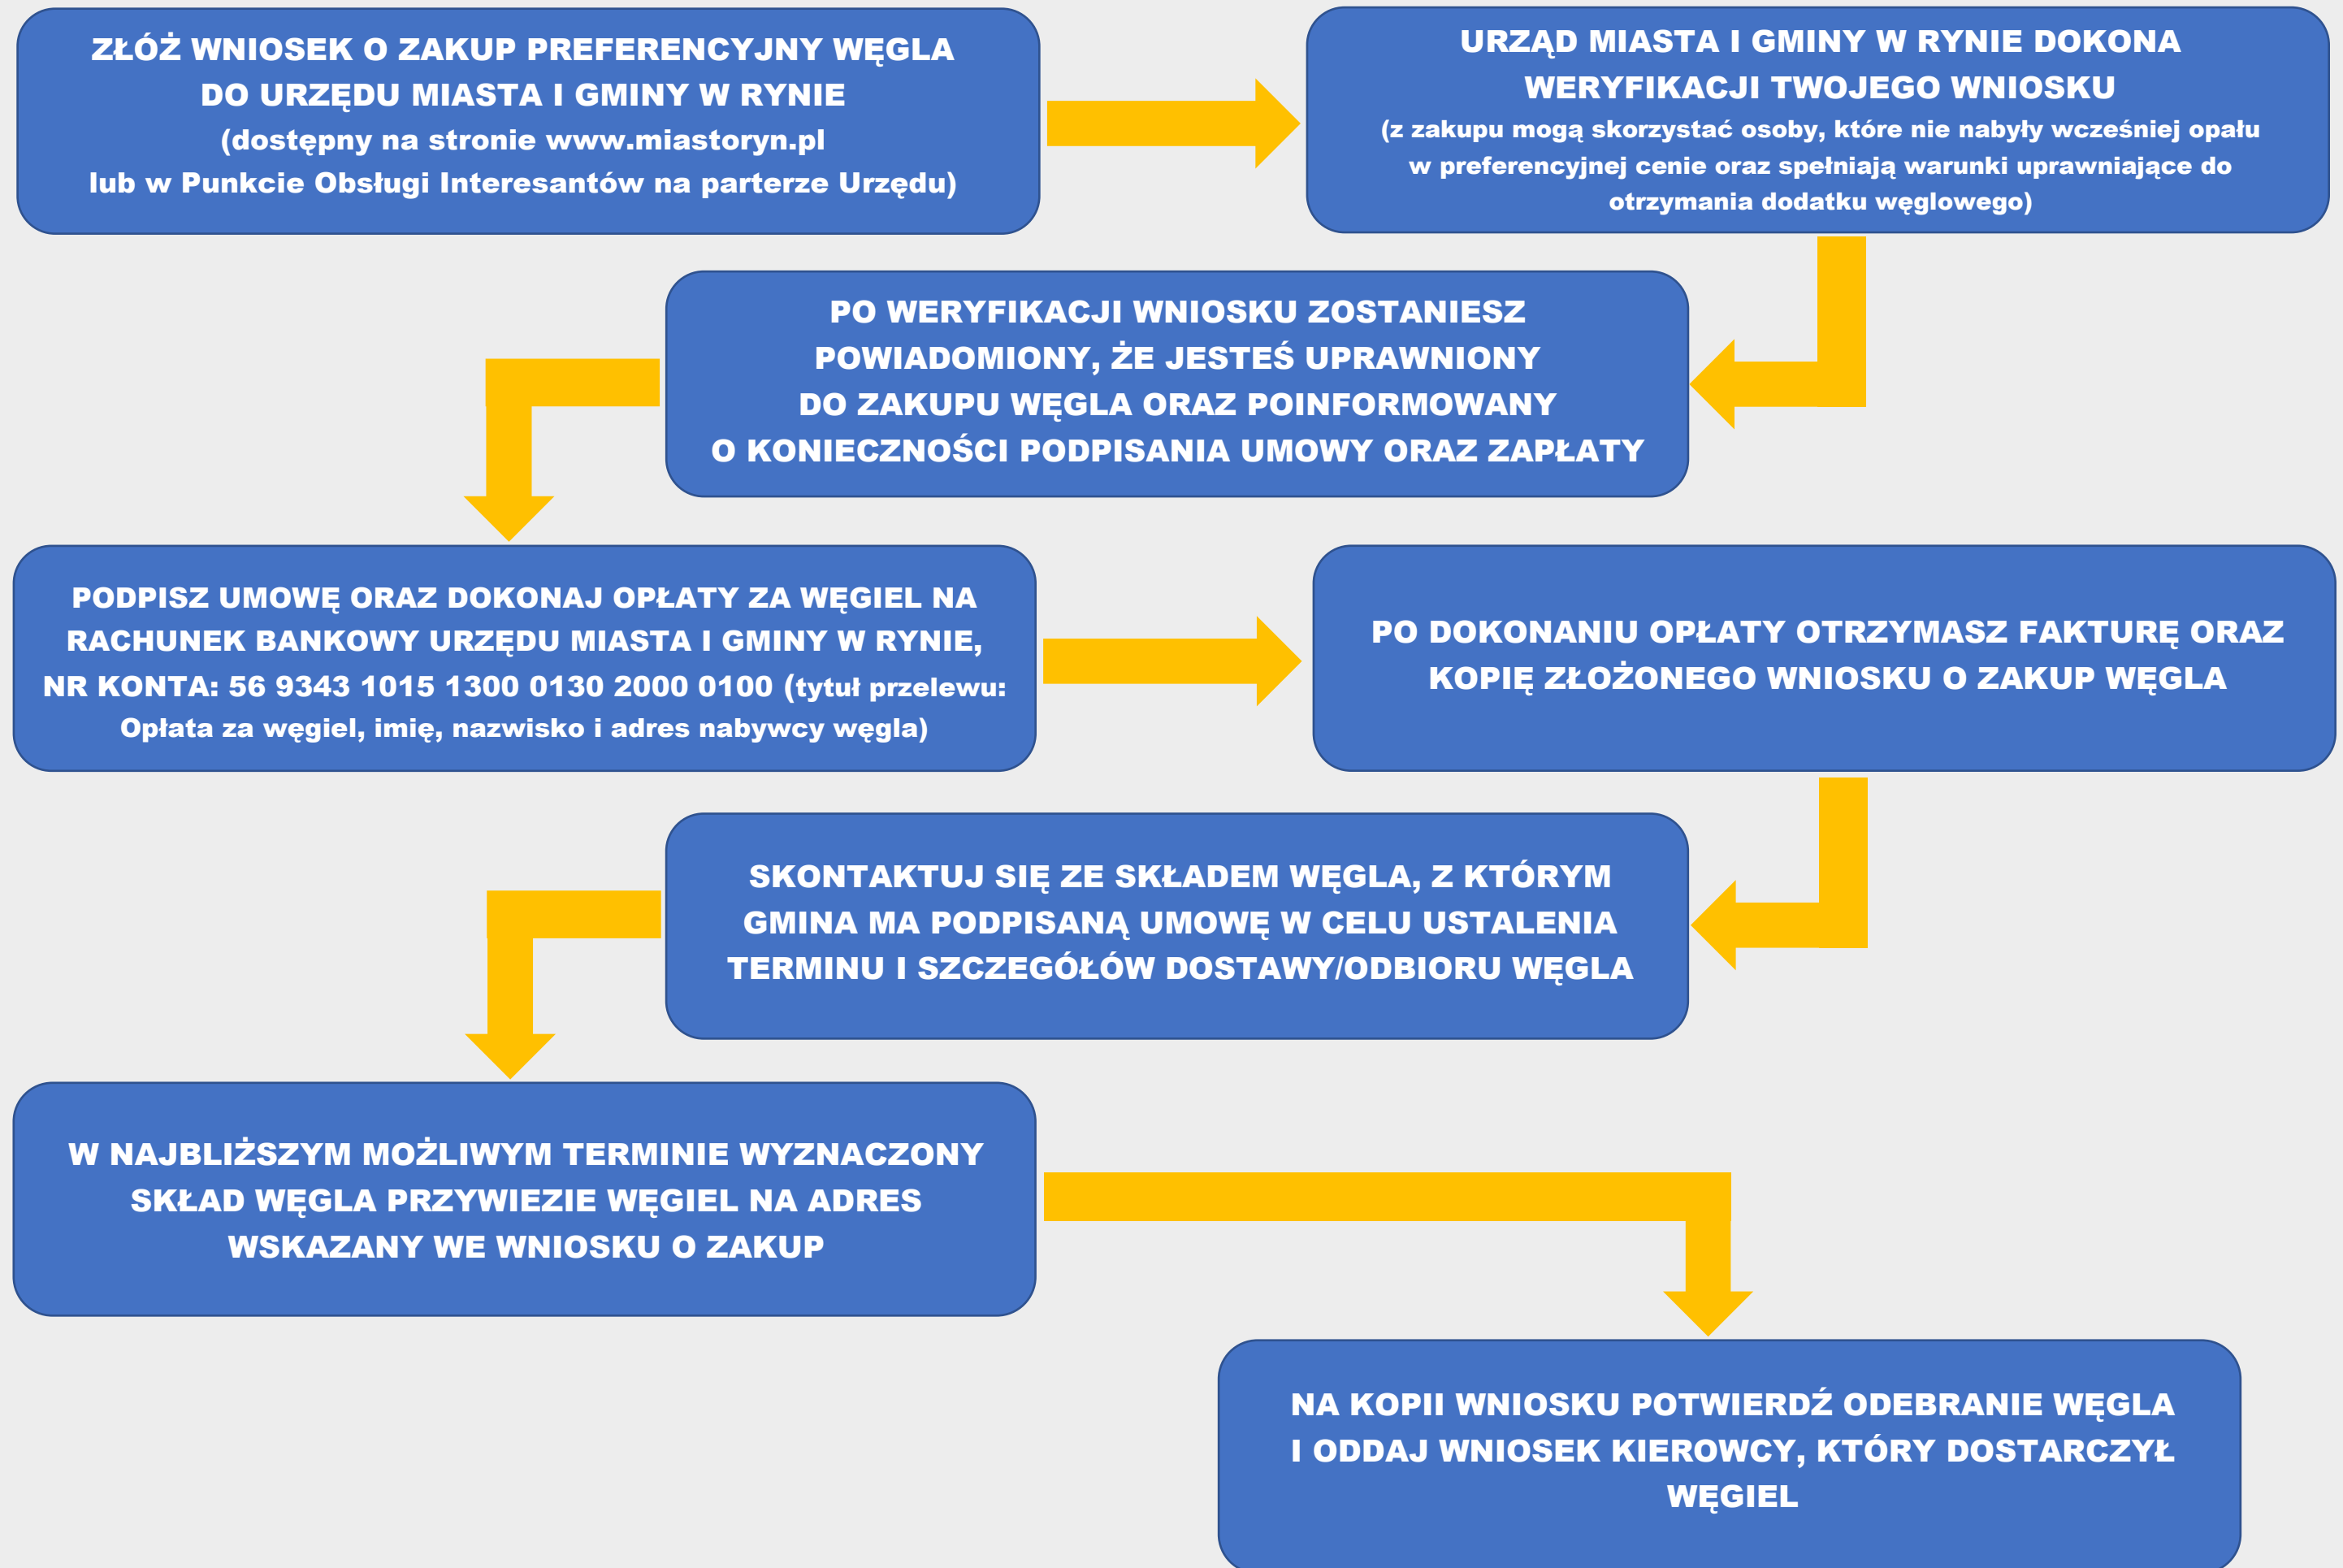 ZŁÓŻ WNIOSEK O ZAKUP PREFERENCYJNY WĘGLA
DO URZĘDU MIASTA I GMINY W RYNIE
(dostępny na stronie www.miastoryn.pl
lub w Punkcie Obsługi Interesantów na parterze Urzędu)
URZĄD MIASTA I GMINY W RYNIE DOKONA
WERYFIKACJI TWOJEGO WNIOSKU
(z zakupu mogą skorzystać osoby, które nie nabyły wcześniej opału
w preferencyjnej cenie oraz spełniają warunki uprawniające do
otrzymania dodatku węglowego)
PO WERYFIKACJI WNIOSKU ZOSTANIESZ
POWIADOMIONY, ŻE JESTEŚ UPRAWNIONY
DO ZAKUPU WĘGLA ORAZ POINFORMOWANY
O KONIECZNOŚCI PODPISANIA UMOWY ORAZ ZAPŁATY
PODPISZ UMOWĘ ORAZ DOKONAJ OPŁATY ZA WĘGIEL NA
RACHUNEK BANKOWY URZĘDU MIASTA I GMINY W RYNIE,
NR KONTA: 56 9343 1015 1300 0130 2000 0100 (tytuł przelewu:
Opłata za węgiel, imię, nazwisko i adres nabywcy węgla)
PO DOKONANIU OPŁATY OTRZYMASZ FAKTURĘ ORAZ
KOPIĘ ZŁOŻONEGO WNIOSKU O ZAKUP WĘGLA
SKONTAKTUJ SIĘ ZE SKŁADEM WĘGLA, Z KTÓRYM
GMINA MA PODPISANĄ UMOWĘ W CELU USTALENIA
TERMINU I SZCZEGÓŁÓW DOSTAWY/ODBIORU WĘGLA
W NAJBLIŻSZYM MOŻLIWYM TERMINIE WYZNACZONY
SKŁAD WĘGLA PRZYWIEZIE WĘGIEL NA ADRES
WSKAZANY WE WNIOSKU O ZAKUP
NA KOPII WNIOSKU POTWIERDŹ ODEBRANIE WĘGLA
I ODDAJ WNIOSEK KIEROWCY, KTÓRY DOSTARCZYŁ
WĘGIEL